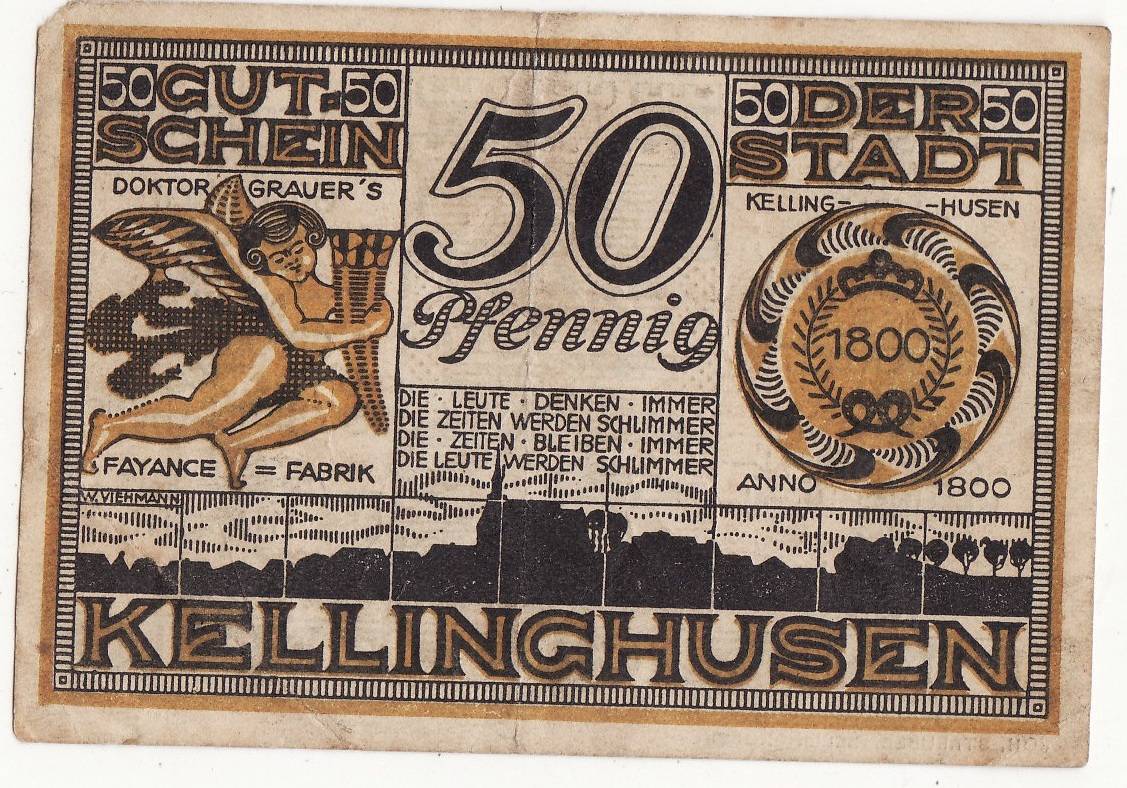 50 GUT= 50
SCHEIN
DOKTOR GRAUER'S
FAYANCE = FABRIK
W. VIEHMANN
50
Pfennig
DIE · LEUTE · DENKEN · IMMER
DIE ZEITEN WERDEN SCHLIMMER
DIE · ZEITEN · BLEIBEN · IMMER
DIE LEUTE WERDEN SCHLIMMER
50 DER 50
STADT
KELLING- -HUSEN
1800
ANNO 1800
KELLINGHUSEN